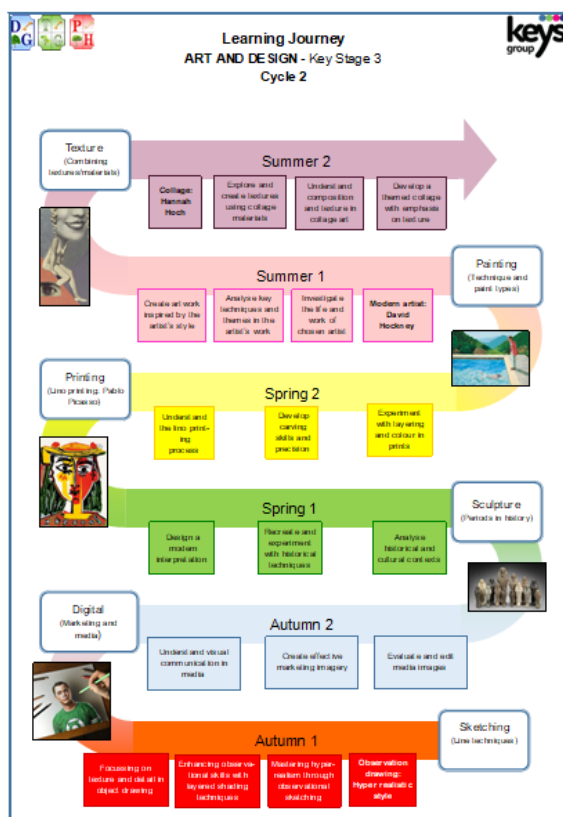 D
G
A
G
P
H
keys
group
Learning Journey
ART AND DESIGN - Key Stage 3
Cycle 2
Texture
(Combining
textures/materials)
Summer 2
Collage:
Hannah
Hoch
Explore and
create textures
using collage
materials
Understand
composition
and texture in
collage art
Develop a
themed collage
with emphasis
on texture
Summer 1
Painting
(Technique and
paint types)
Create art work
inspired by the
artist's style
Analyse key
techniques and
themes in the
artist's work
Investigate
the life and
work of
chosen artist
Modern artist:
David
Hockney
Printing
(Lino printing. Pablo
Picasso)
Spring 2
Understand
the lino print-
ing process
Develop
carving
skills and
precision
Experiment
with layering
and colour in
prints
Spring 1
Sculpture
(Periods in history)
Design a
modern
interpretation
Recreate and
experiment
with historical
techniques
Analyse
historical and
cultural contexts
Digital
(Marketing and
media)
Autumn 2
Understand visual
communication in
media
Create effective
marketing imagery
Evaluate and edit
media images
Autumn 1
Sketching
(Line techniques)
Focussing on
texture and detail in
object drawing
Enhancing observa-
tional skills with
layered shading
techniques
Mastering hyper-
realism through
observational
sketching
Observation
drawing:
Hyper realistic
style